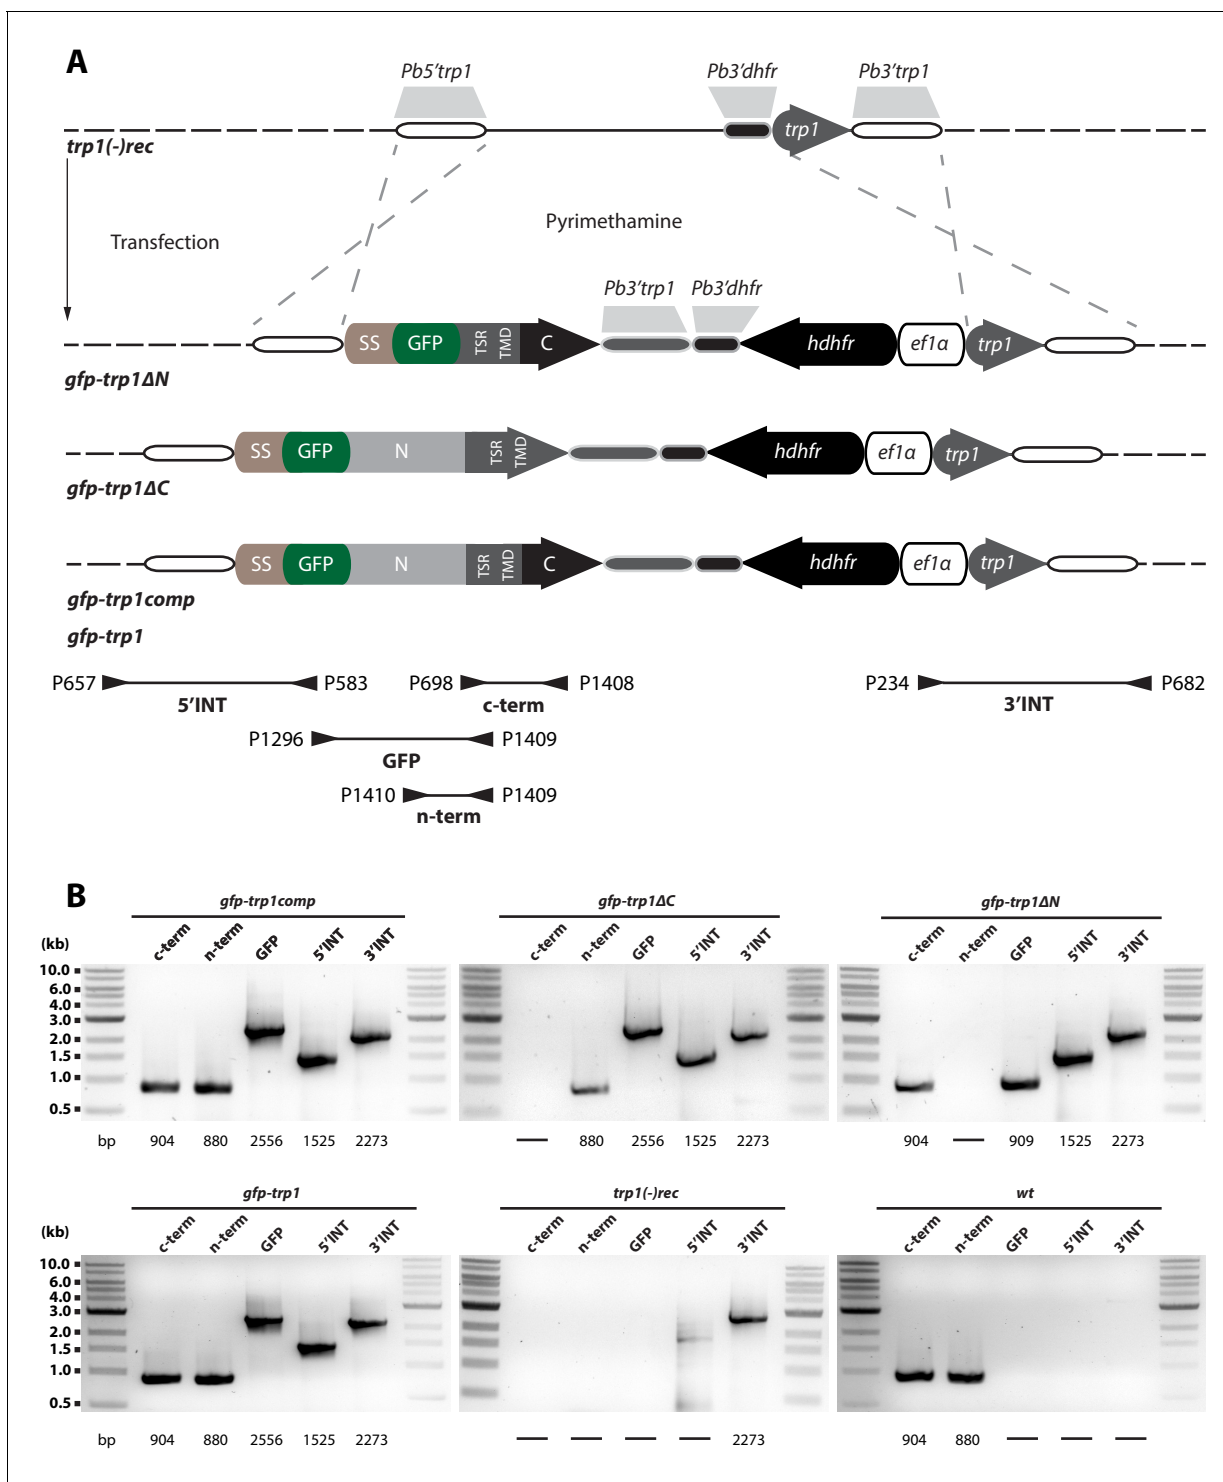 A
Pb5'trp1 Pb3'dhfr Pb3'trp1
trp1
trp1(-)rec
Transfection Pyrimethamine
Pb3'trp1 Pb3'dhfr
SS GFP TSR TMD C hdhfr ef1α trp1
gfp-trp1ΔN
SS GFP N TSR TMD hdhfr ef1α trp1
gfp-trp1ΔC
SS GFP N TSR TMD C hdhfr ef1α trp1
gfp-trp1comp
gfp-trp1
P657 P583 P698 P1408 P234 P682
5'INT c-term 3'INT
P1296 P1409
GFP
P1410 P1409
n-term
B
gfp-trp1comp gfp-trp1ΔC gfp-trp1ΔN
(kb) c-term n-term GFP 5'INT 3'INT c-term n-term GFP 5'INT 3'INT c-term n-term GFP 5'INT 3'INT
10.0
6.0
4.0
3.0
2.0
1.5
1.0
0.5
bp 904 880 2556 1525 2273 — 880 2556 1525 2273 904 — 909 1525 2273
gfp-trp1 trp1(-)rec wt
(kb) c-term n-term GFP 5'INT 3'INT c-term n-term GFP 5'INT 3'INT c-term n-term GFP 5'INT 3'INT
10.0
6.0
4.0
3.0
2.0
1.5
1.0
0.5
bp 904 880 2556 1525 2273 — — — — 2273 904 880 — — —